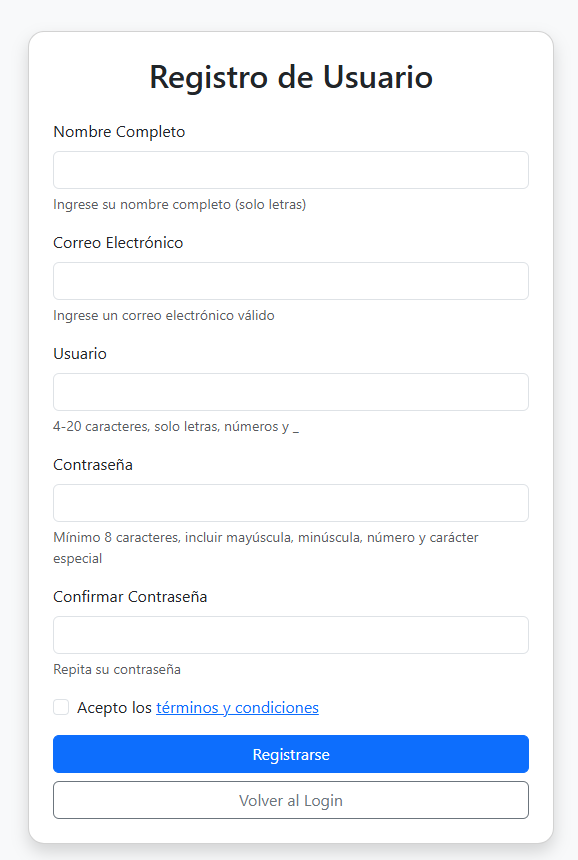 Registro de Usuario
Nombre Completo
Ingrese su nombre completo (solo letras)
Correo Electrónico
Ingrese un correo electrónico válido
Usuario
4-20 caracteres, solo letras, números y _
Contraseña
Mínimo 8 caracteres, incluir mayúscula, minúscula, número y carácter
especial
Confirmar Contraseña
Repita su contraseña
Acepto los términos y condiciones
Registrarse
Volver al Login